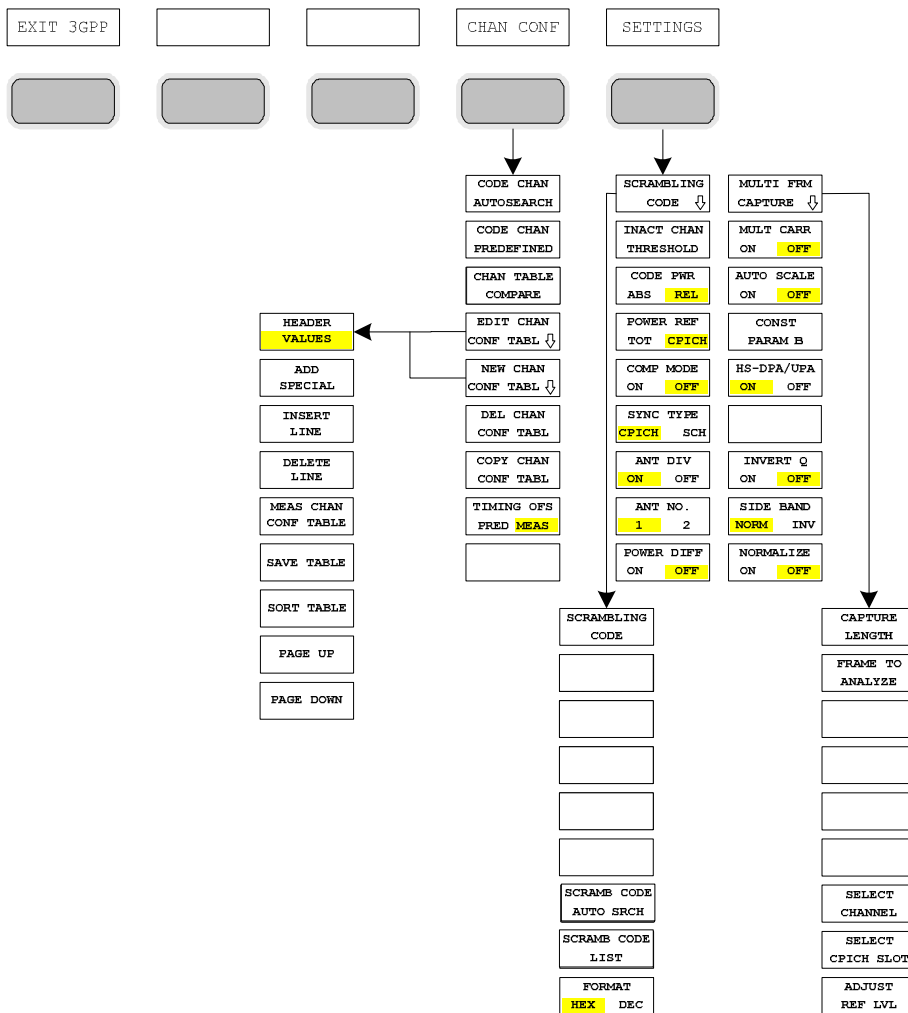 EXIT 3GPP
CHAN CONF
SETTINGS
CODE CHAN
AUTOSEARCH
CODE CHAN
PREDEFINED
CHAN TABLE
COMPARE
EDIT CHAN
CONF TABL
NEW CHAN
CONF TABL
DEL CHAN
CONF TABL
COPY CHAN
CONF TABL
TIMING OFS
PRED MEAS
HEADER
VALUES
ADD
SPECIAL
INSERT
LINE
DELETE
LINE
MEAS CHAN
CONF TABLE
SAVE TABLE
SORT TABLE
PAGE UP
PAGE DOWN
SCRAMBLING
CODE
INACT CHAN
THRESHOLD
CODE PWR
ABS REL
POWER REF
TOT CPICH
COMP MODE
ON OFF
SYNC TYPE
CPICH SCH
ANT DIV
ON OFF
ANT NO.
1 2
POWER DIFF
ON OFF
MULTI FRM
CAPTURE
MULT CARR
ON OFF
AUTO SCALE
ON OFF
CONST
PARAM B
HS-DPA/UPA
ON OFF
INVERT Q
ON OFF
SIDE BAND
NORM INV
NORMALIZE
ON OFF
SCRAMBLING
CODE
SCRAMB CODE
AUTO SRCH
SCRAMB CODE
LIST
FORMAT
HEX DEC
CAPTURE
LENGTH
FRAME TO
ANALYZE
SELECT
CHANNEL
SELECT
CPICH SLOT
ADJUST
REF LVL